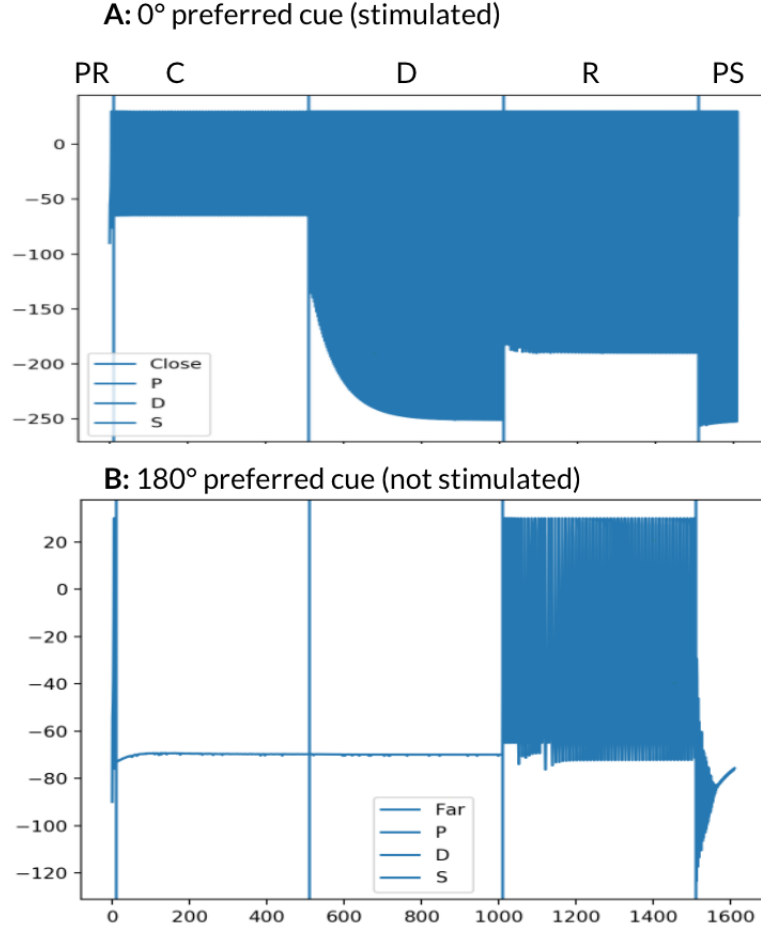 A: 0° preferred cue (stimulated)
PR C D R PS
0
−50
−100
−150
−200
−250
Close
P
D
S
B: 180° preferred cue (not stimulated)
20
0
−20
−40
−60
−80
−100
−120
Far
P
D
S
0 200 400 600 800 1000 1200 1400 1600